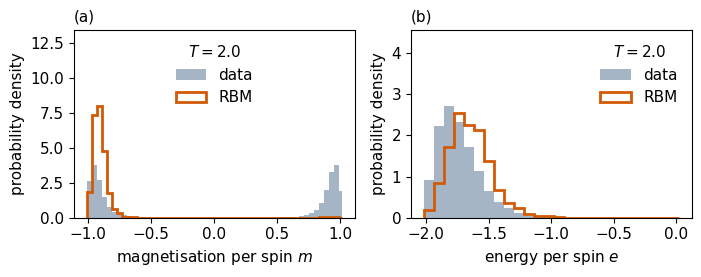 (a)
probability density
12.5
10.0
7.5
5.0
2.5
0.0
T = 2.0
data
RBM
−1.0 −0.5 0.0 0.5 1.0
magnetisation per spin m
(b)
probability density
4
3
2
1
0
T = 2.0
data
RBM
−2.0 −1.5 −1.0 −0.5 0.0
energy per spin e